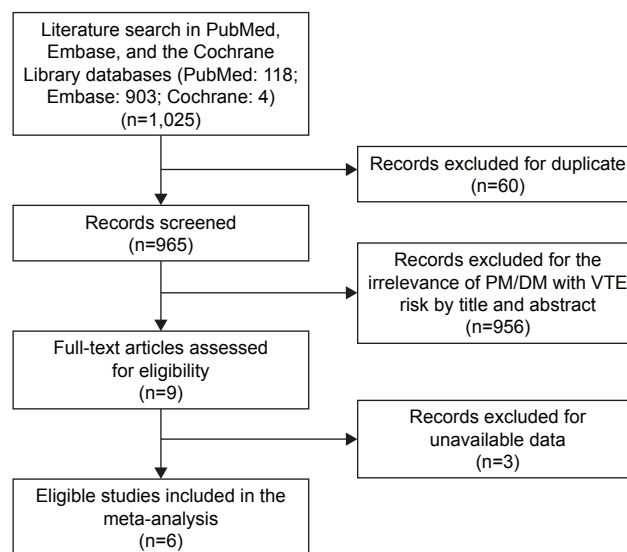 Literature search in PubMed,
Embase, and the Cochrane
Library databases (PubMed: 118;
Embase: 903; Cochrane: 4)
(n=1,025)
Records excluded for duplicate
(n=60)
Records screened
(n=965)
Records excluded for the
irrelevance of PM/DM with VTE
risk by title and abstract
(n=956)
Full-text articles assessed
for eligibility
(n=9)
Records excluded for
unavailable data
(n=3)
Eligible studies included in the
meta-analysis
(n=6)